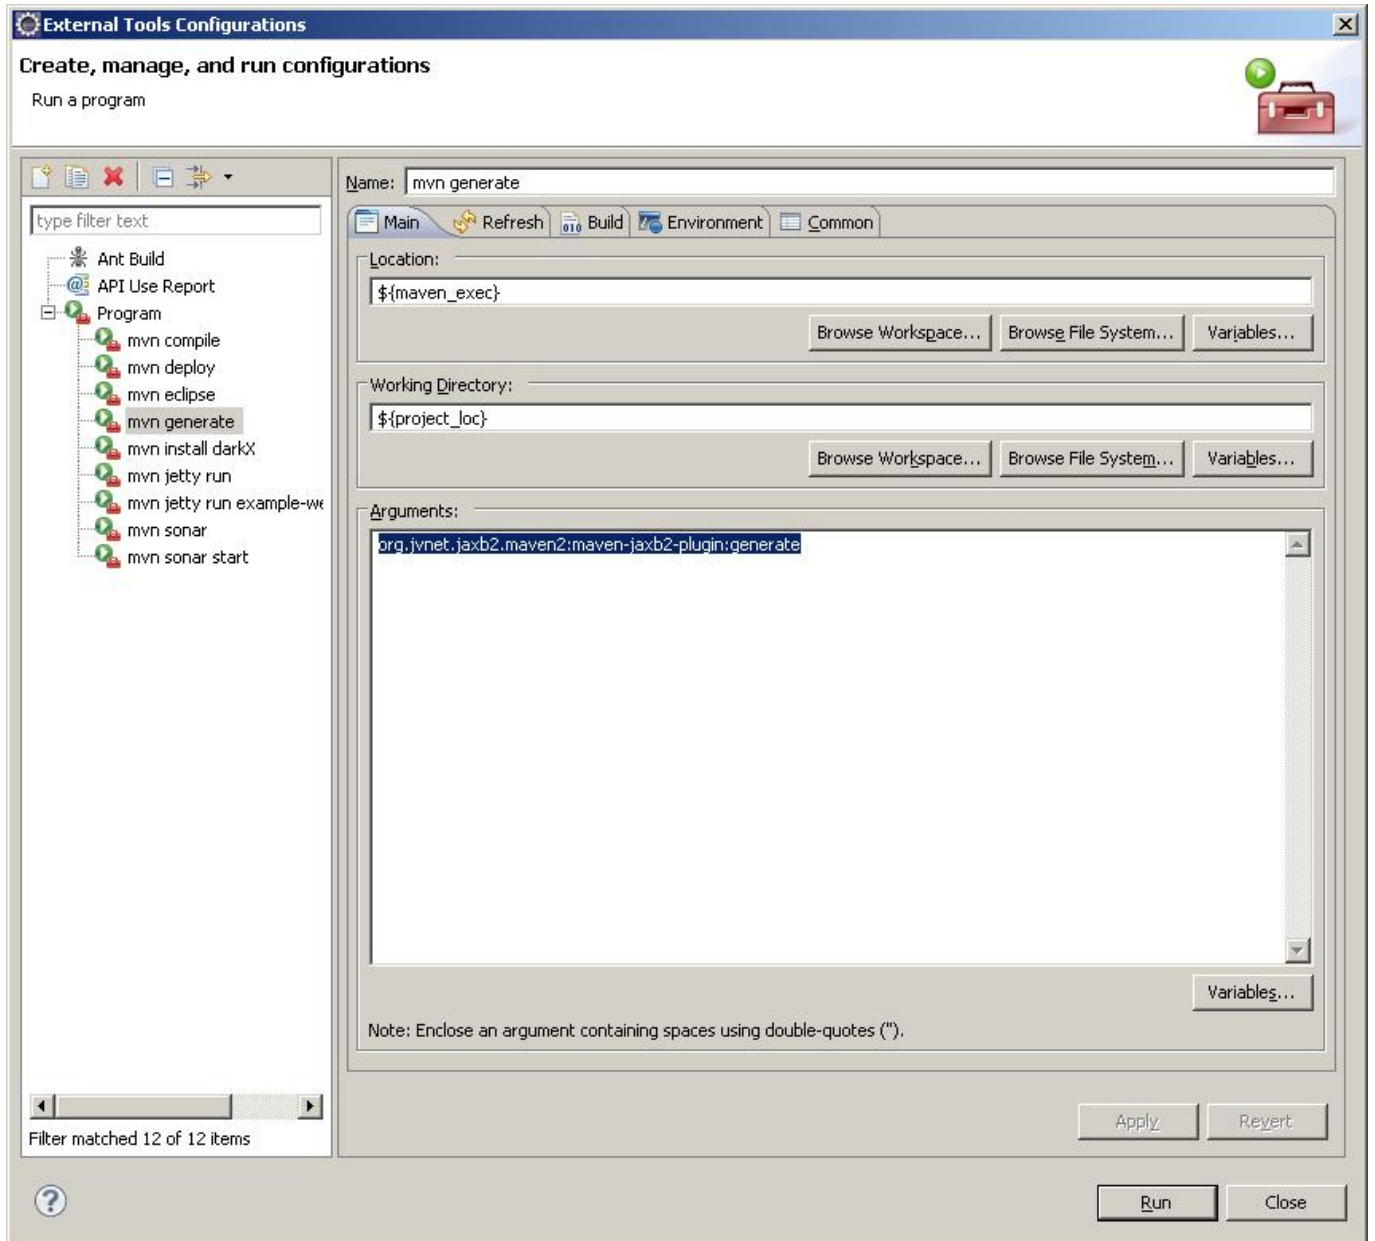 External Tools Configurations
Create, manage, and run configurations
Run a program
type filter text
Ant Build
API Use Report
Program
mvn compile
mvn deploy
mvn eclipse
mvn generate
mvn install darkX
mvn jetty run
mvn jetty run example-we
mvn sonar
mvn sonar start
Filter matched 12 of 12 items
Name: mvn generate
Main Refresh Build Environment Common
Location:
${maven_exec}
Browse Workspace... Browse File System... Variables...
Working Directory:
${project_loc}
Browse Workspace... Browse File System... Variables...
Arguments:
org.jvnet.jaxb2.maven2:maven-jaxb2-plugin:generate
Variables...
Note: Enclose an argument containing spaces using double-quotes (").
Apply Revert
Run Close